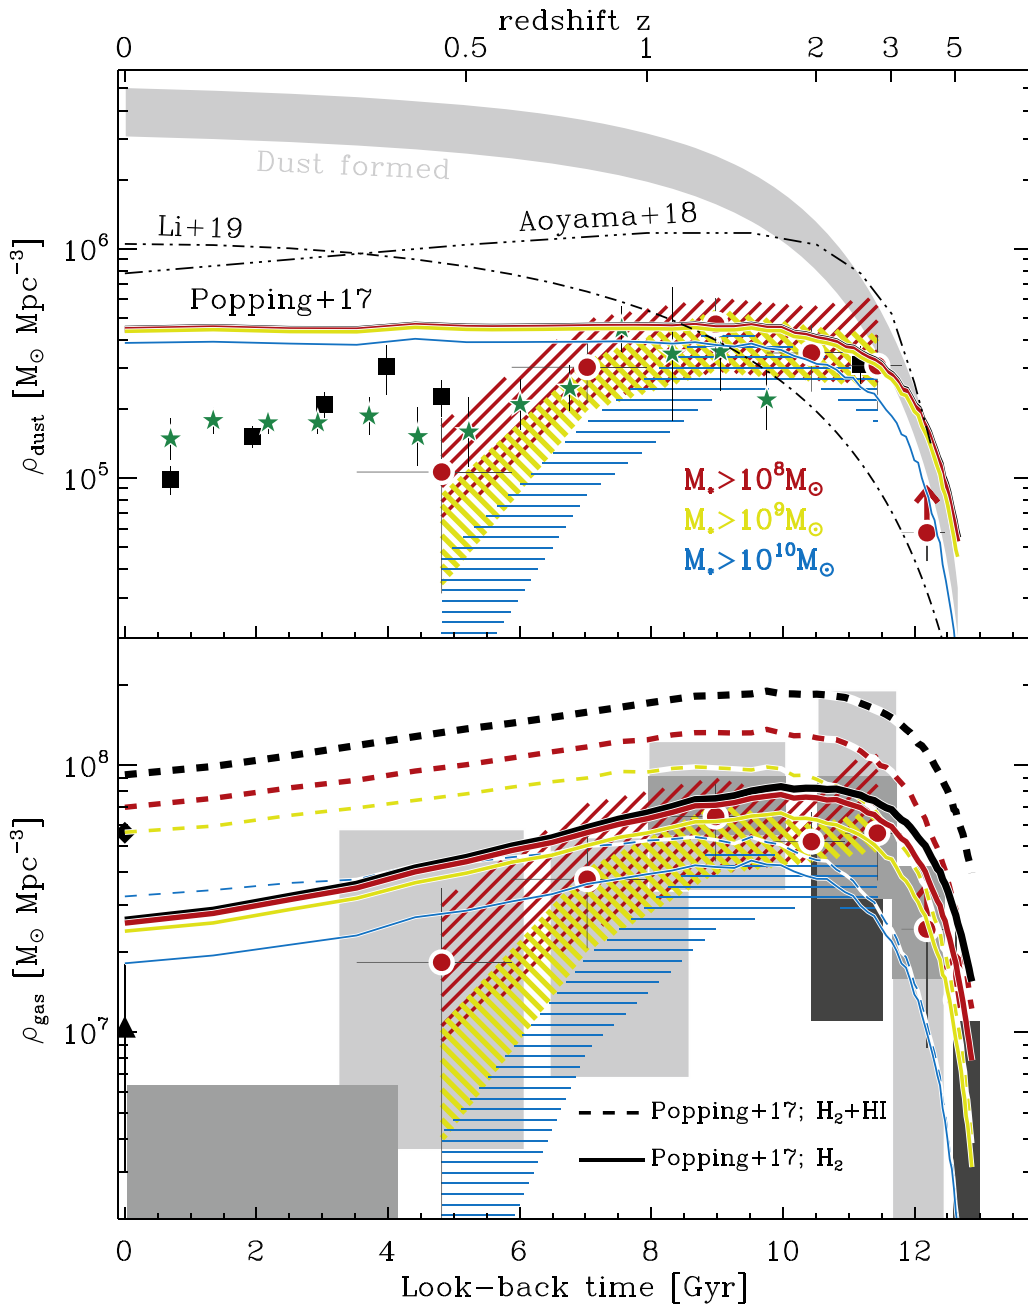 redshift z
0 0.5 1 2 3 5
Dust formed
Li+19
Aoyama+18
10⁶
Popping+17
ρdust [M⊙ Mpc⁻³]
10⁵
M*>10⁸M⊙
M*>10⁹M⊙
M*>10¹⁰M⊙
10⁸
ρgas [M⊙ Mpc⁻³]
10⁷
Popping+17; H₂+HI
Popping+17; H₂
0 2 4 6 8 10 12
Look-back time [Gyr]